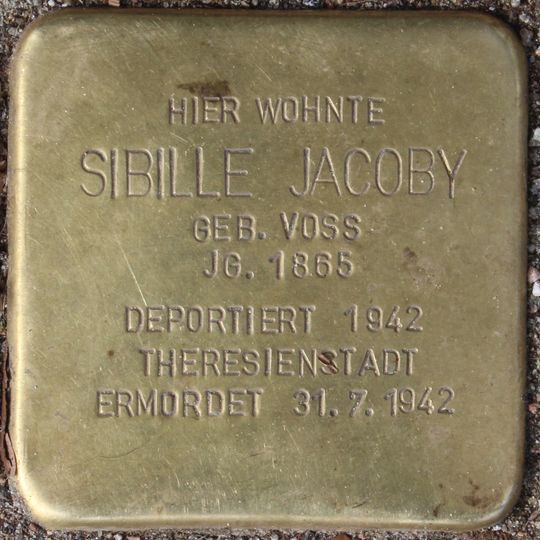 HIER WOHNTE
SIBILLE JACOBY
GEB. VOSS
JG. 1865
DEPORTIERT 1942
THERESIENSTADT
ERMORDET 31.7.1942